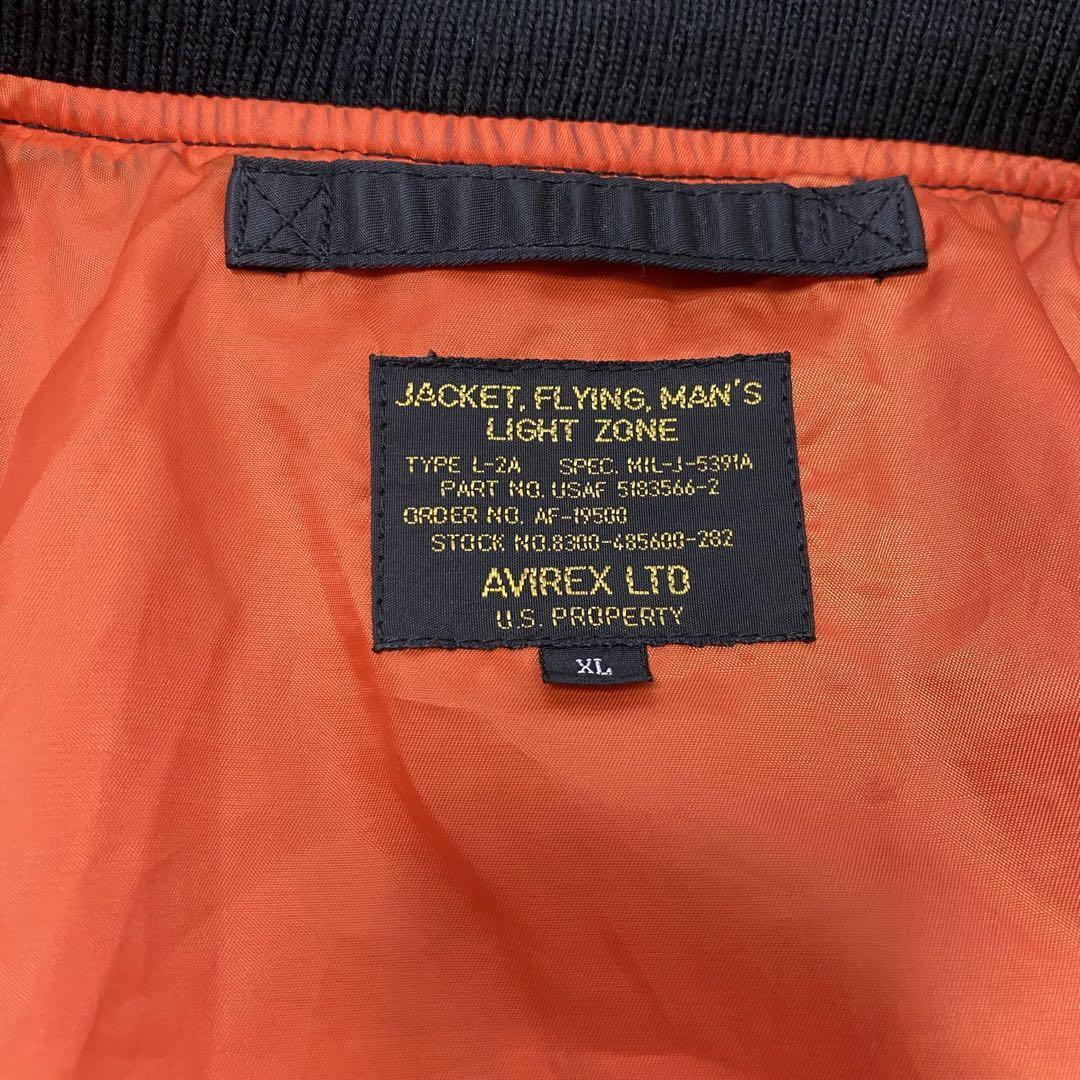 JACKET, FLYING, MAN'S
LIGHT ZONE
TYPE L-2A SPEC. MIL-J-5391A
PART NO. USAF 5183566-2
ORDER NO. AF-19500
STOCK NO. 8300-485600-282
AVIREX LTD
U.S. PROPERTY
XL